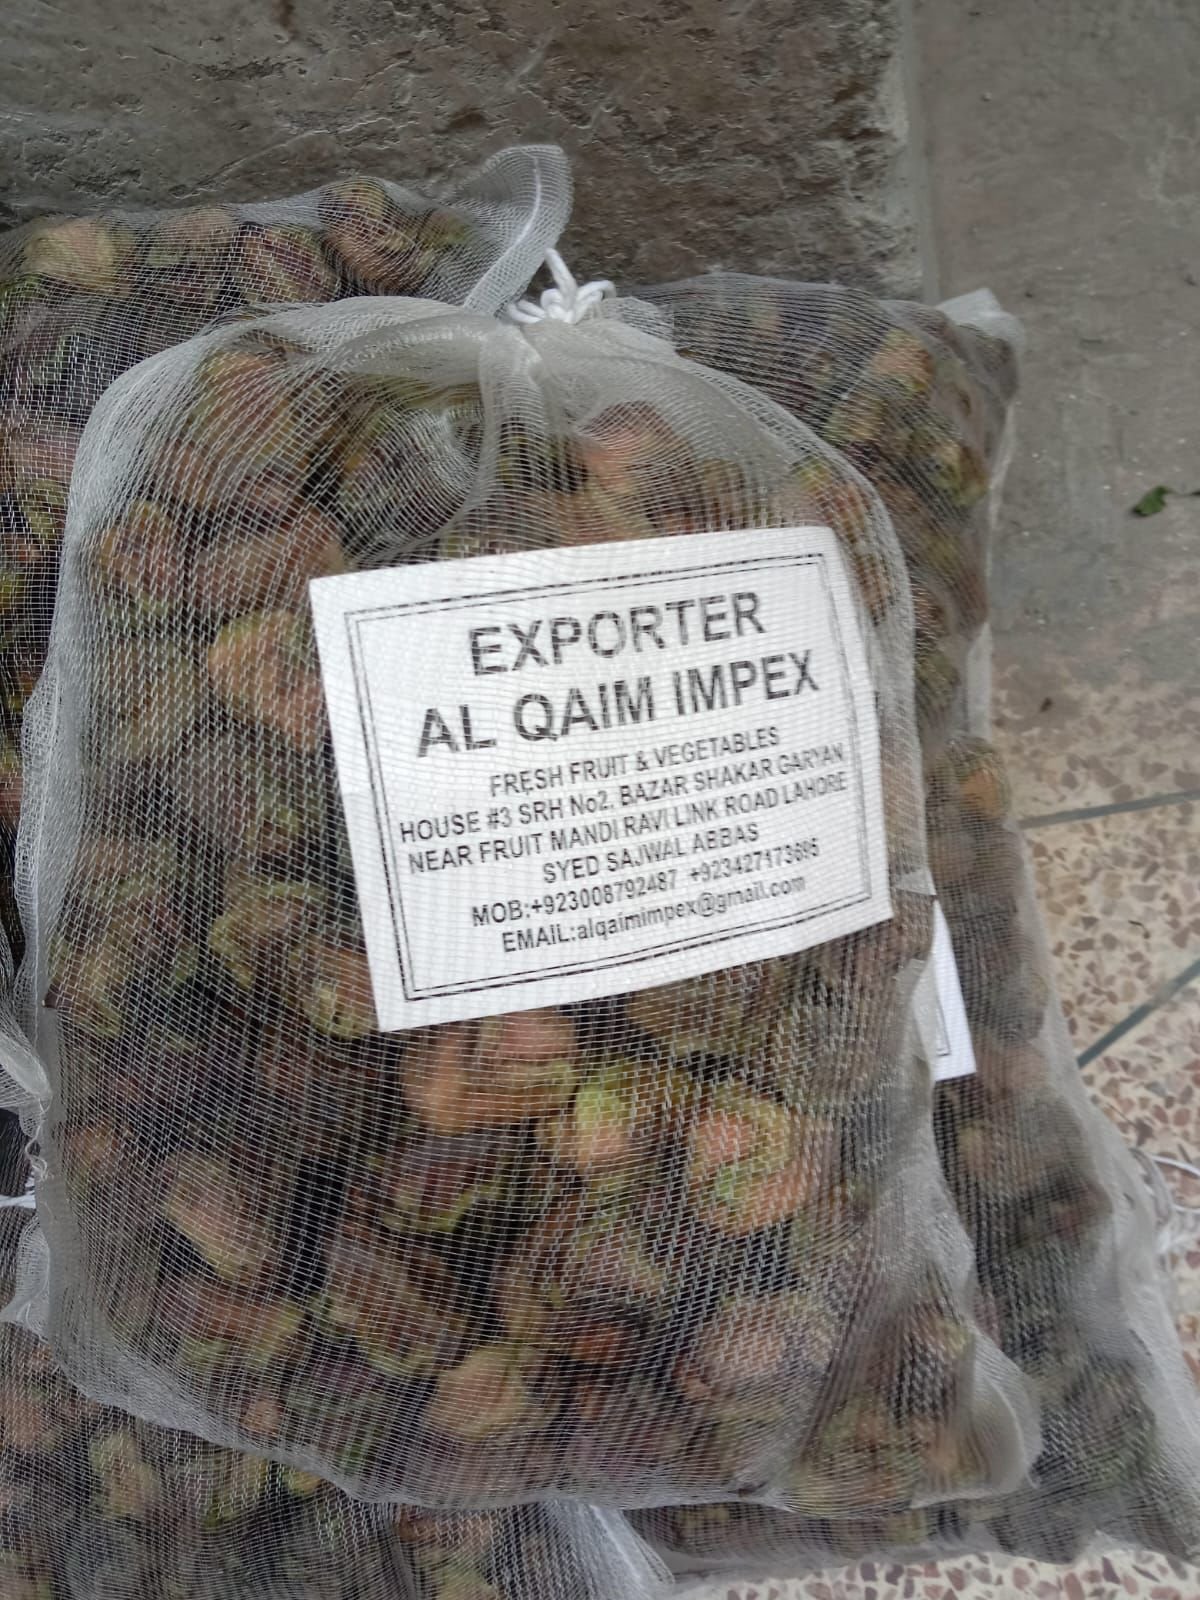 EXPORTER
AL QAIM IMPEX
FRESH FRUIT & VEGETABLES
HOUSE #3 SRH No2, BAZAR SHAKAR GARYAN
NEAR FRUIT MANDI RAVI LINK ROAD LAHORE
SYED SAJWAL ABBAS
MOB:+923008792487 +923427173695
EMAIL:alqaimimpex@gmail.com